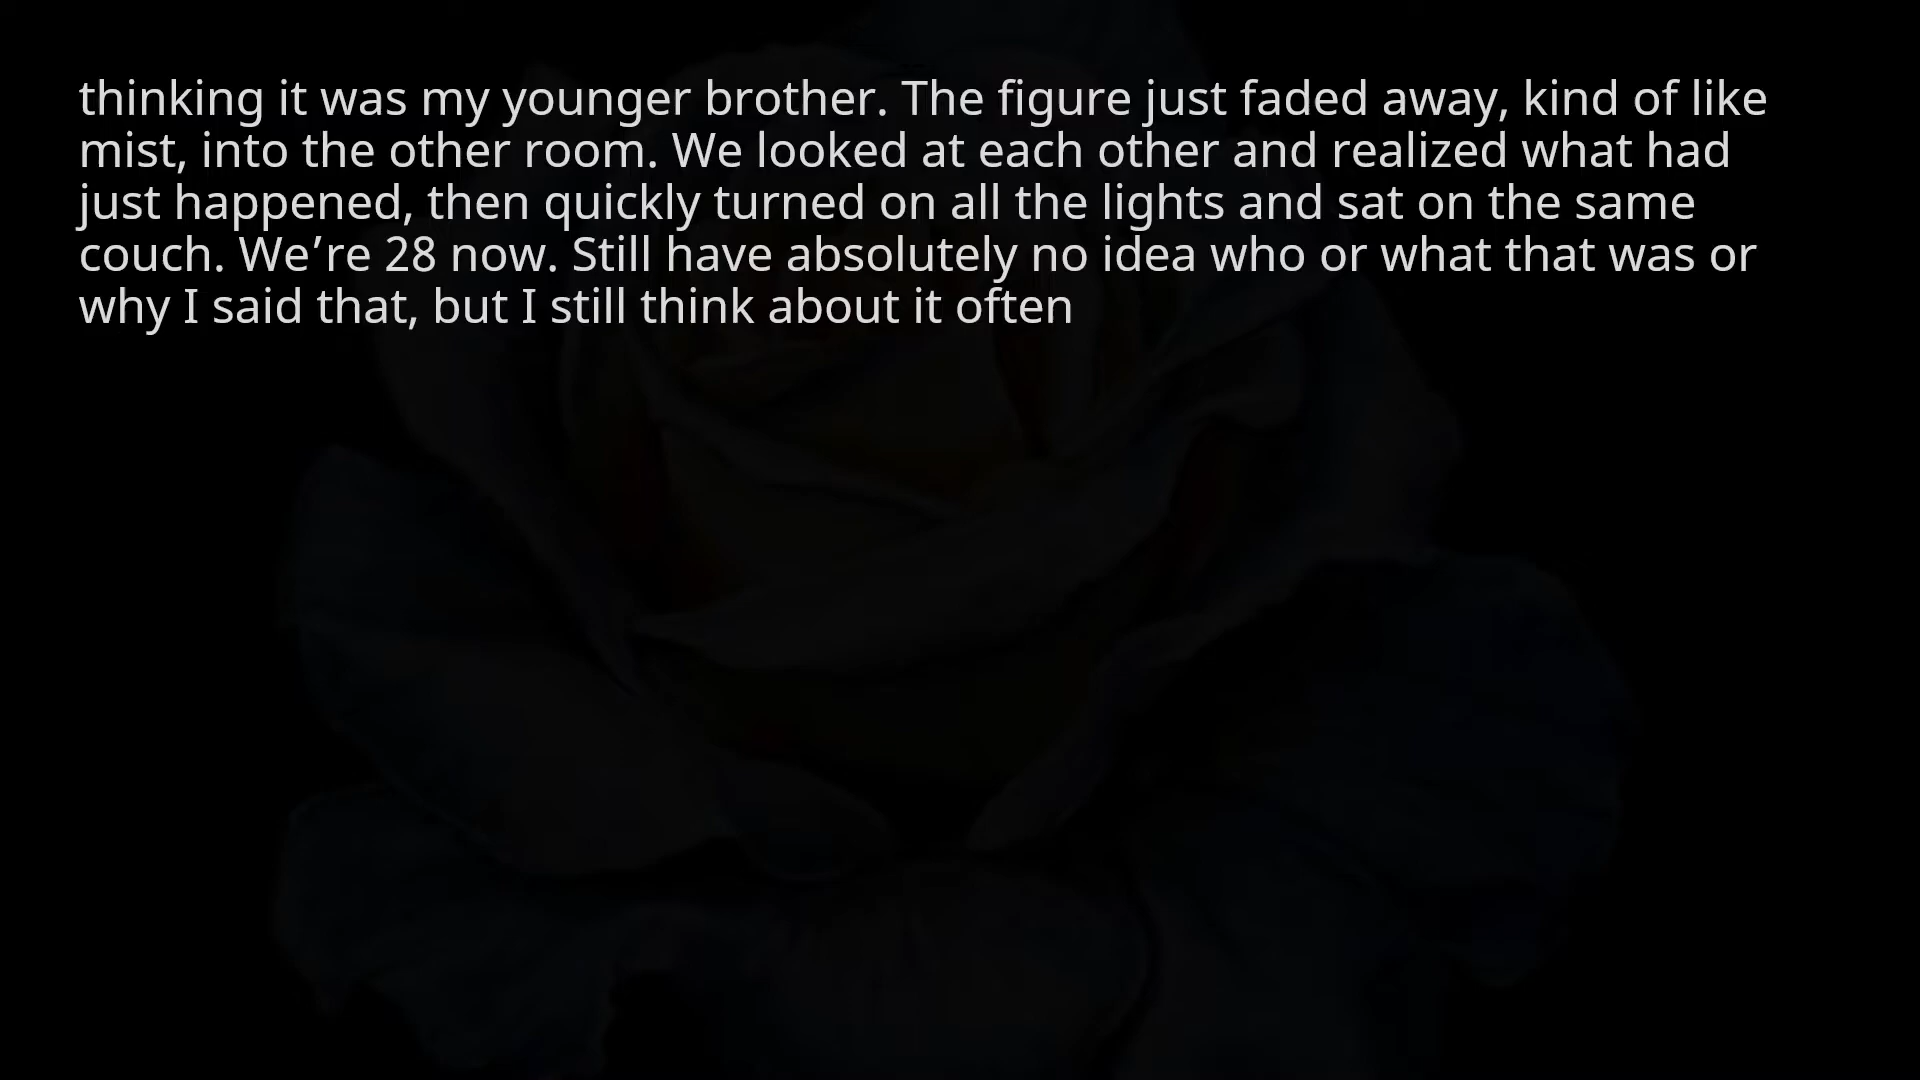 thinking it was my younger brother. The figure just faded away, kind of like
mist, into the other room. We looked at each other and realized what had
just happened, then quickly turned on all the lights and sat on the same
couch. We’re 28 now. Still have absolutely no idea who or what that was or
why I said that, but I still think about it often